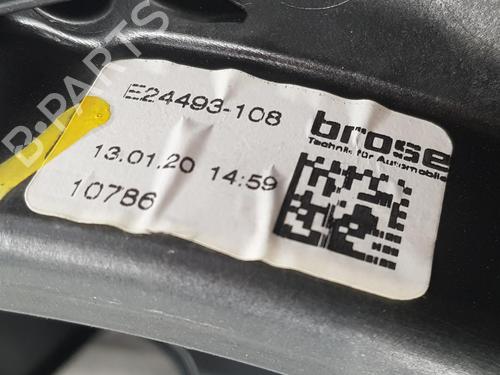 B-PARTS
E24493-108
brose
Technik für Automobile
13.01.20 14:59
10786